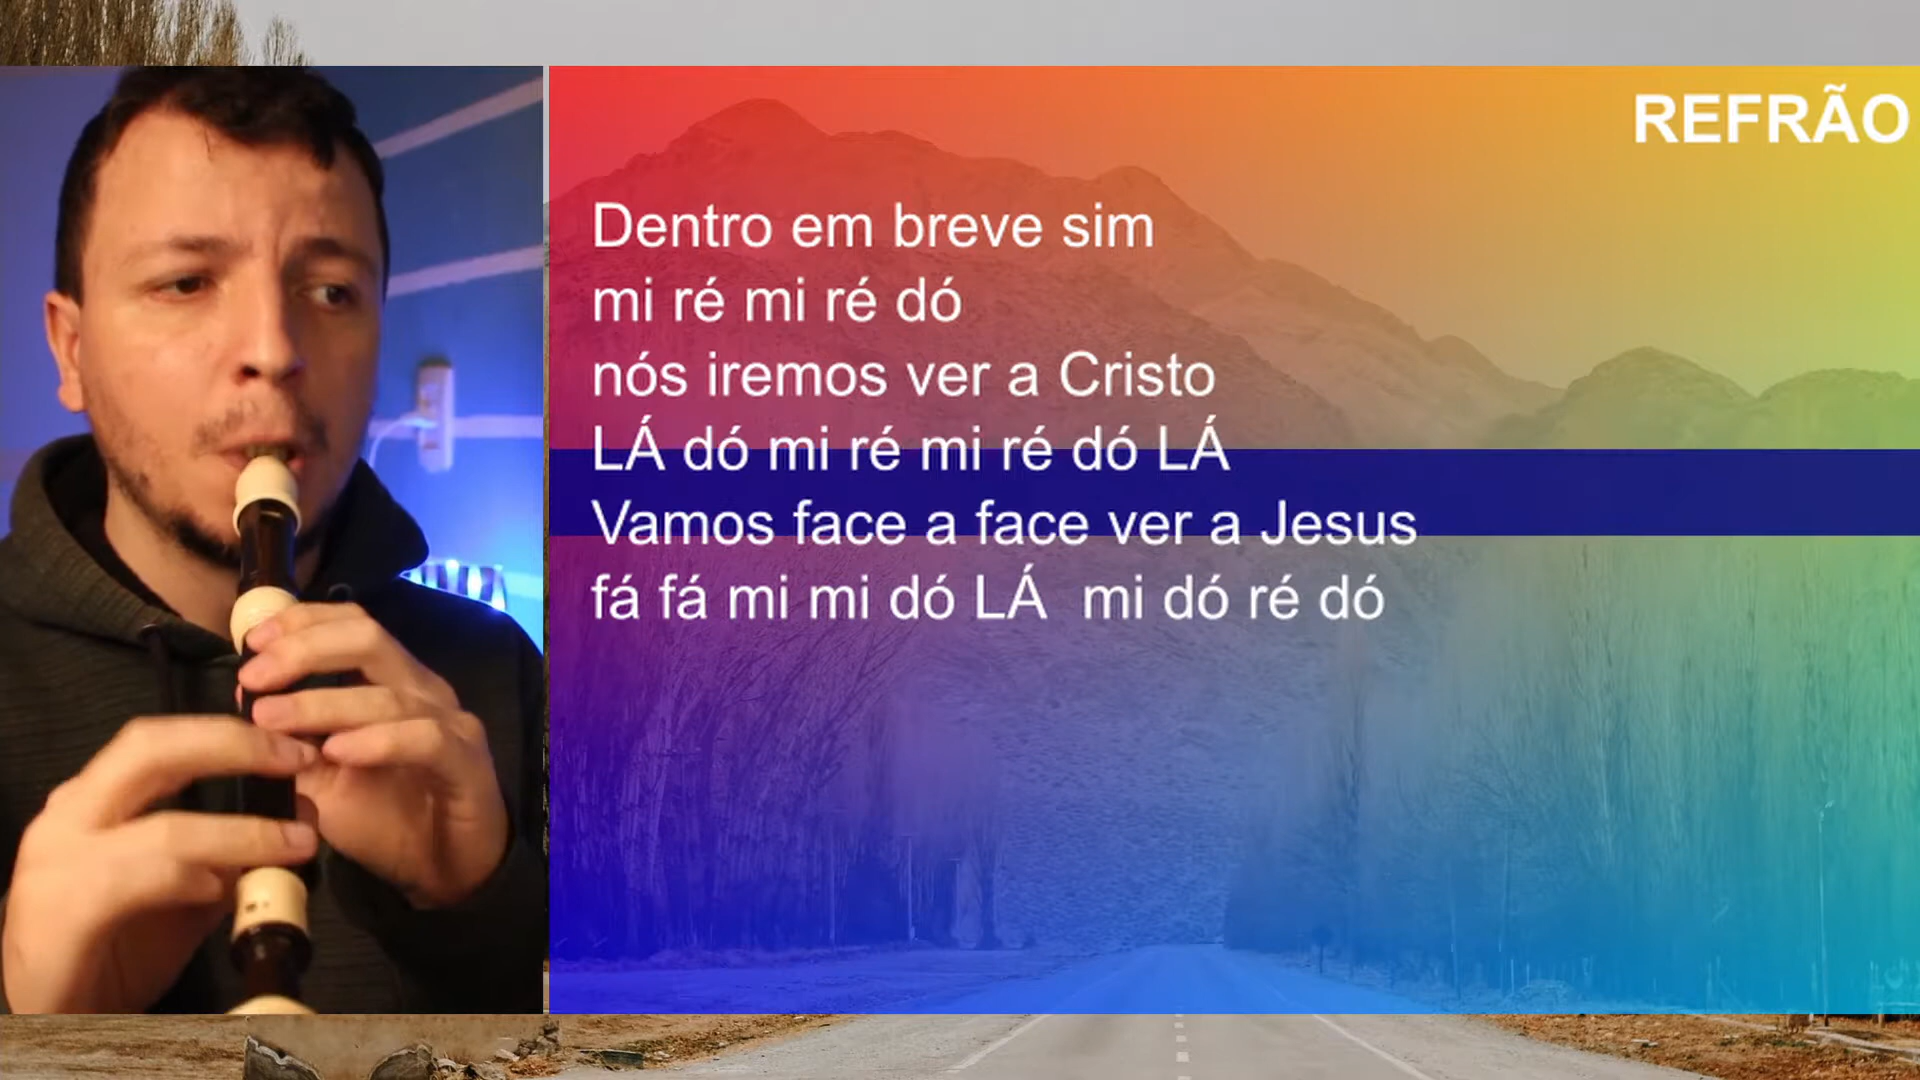 REFRÃO
Dentro em breve sim
mi ré mi ré dó
nós iremos ver a Cristo
LÁ dó mi ré mi ré dó LÁ
Vamos face a face ver a Jesus
fá fá mi mi dó LÁ  mi dó ré dó